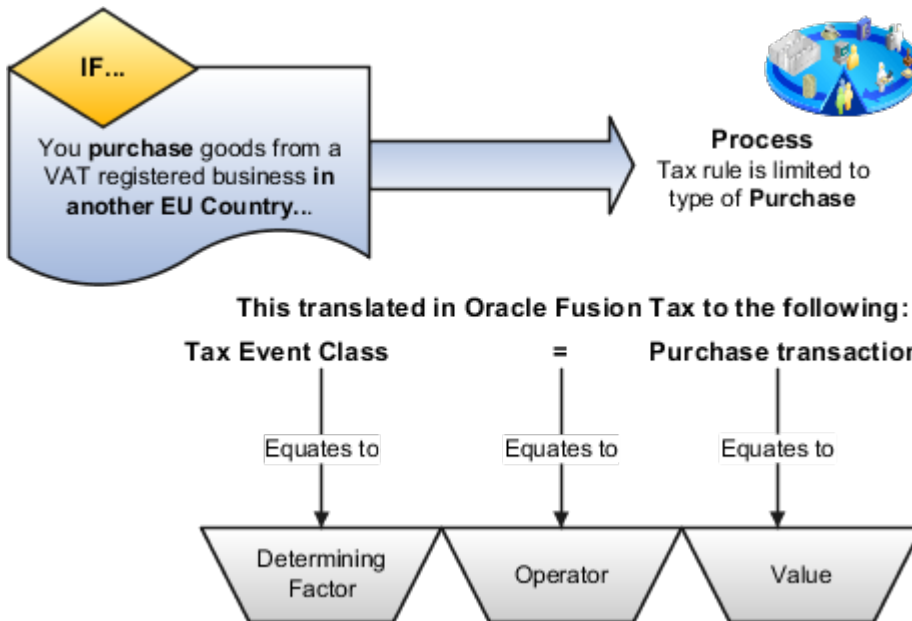 IF...
You purchase goods from a
VAT registered business in
another EU Country...
Process
Tax rule is limited to
type of Purchase
This translated in Oracle Fusion Tax to the following:
Tax Event Class = Purchase transaction
Equates to Equates to Equates to
Determining
Factor
Operator
Value